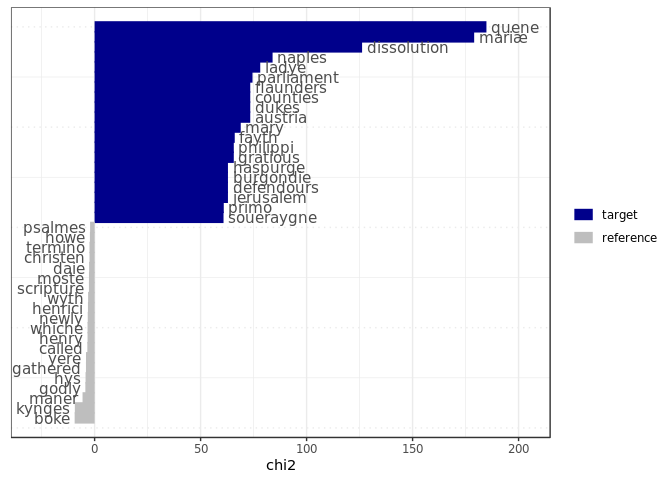 quene
mariæ
dissolution
naples
ladye
parliament
flaunders
counties
dukes
austria
mary
fayth
philippi
gratious
haspurge
burgondie
defendours
jerusalem
primo
soueraygne
psalmes
howe
termino
christen
daie
moste
scripture
wyth
henrici
newly
whiche
henry
called
yere
gathered
hys
godly
maner
kynges
boke
0 50 100 150 200
chi2
target
reference